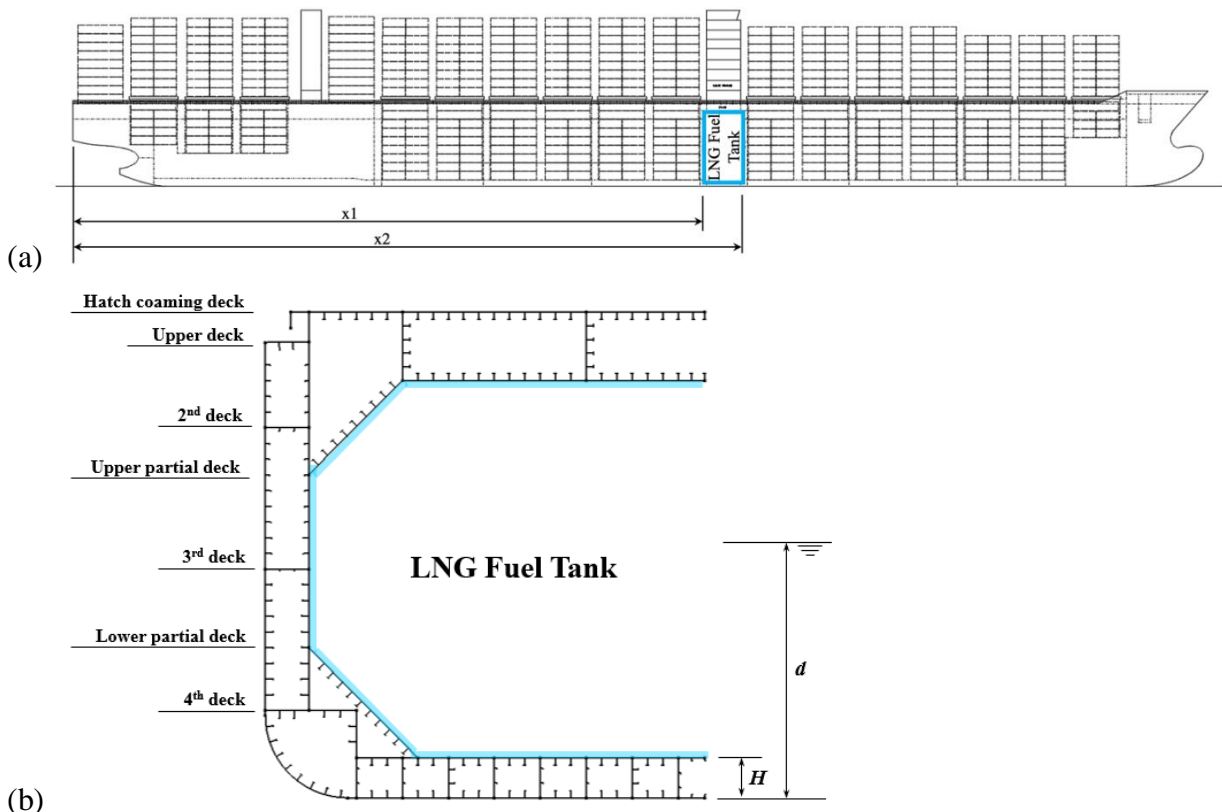 LNG Fuel
Tank
x1
x2
(a)
Hatch coaming deck
Upper deck
2nd deck
Upper partial deck
3rd deck
LNG Fuel Tank
Lower partial deck
d
4th deck
H
(b)